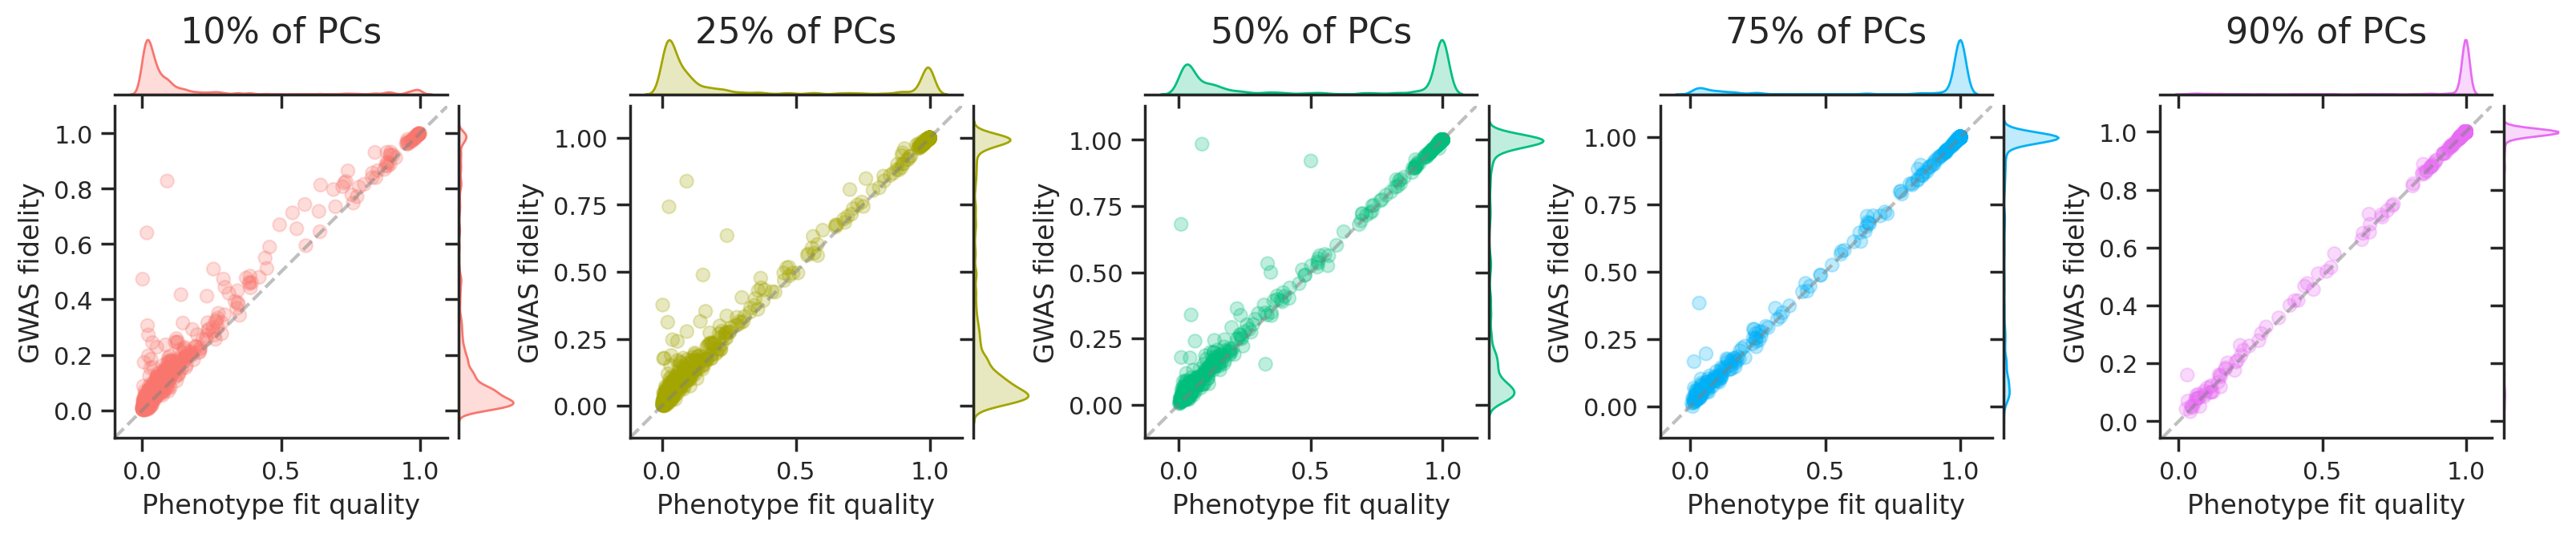 10% of PCs
25% of PCs
50% of PCs
75% of PCs
90% of PCs
GWAS fidelity
1.0
0.8
0.6
0.4
0.2
0.0
0.0 0.5 1.0
Phenotype fit quality
GWAS fidelity
1.00
0.75
0.50
0.25
0.00
0.0 0.5 1.0
Phenotype fit quality
GWAS fidelity
1.00
0.75
0.50
0.25
0.00
0.0 0.5 1.0
Phenotype fit quality
GWAS fidelity
1.00
0.75
0.50
0.25
0.00
0.0 0.5 1.0
Phenotype fit quality
GWAS fidelity
1.0
0.8
0.6
0.4
0.2
0.0
0.0 0.5 1.0
Phenotype fit quality